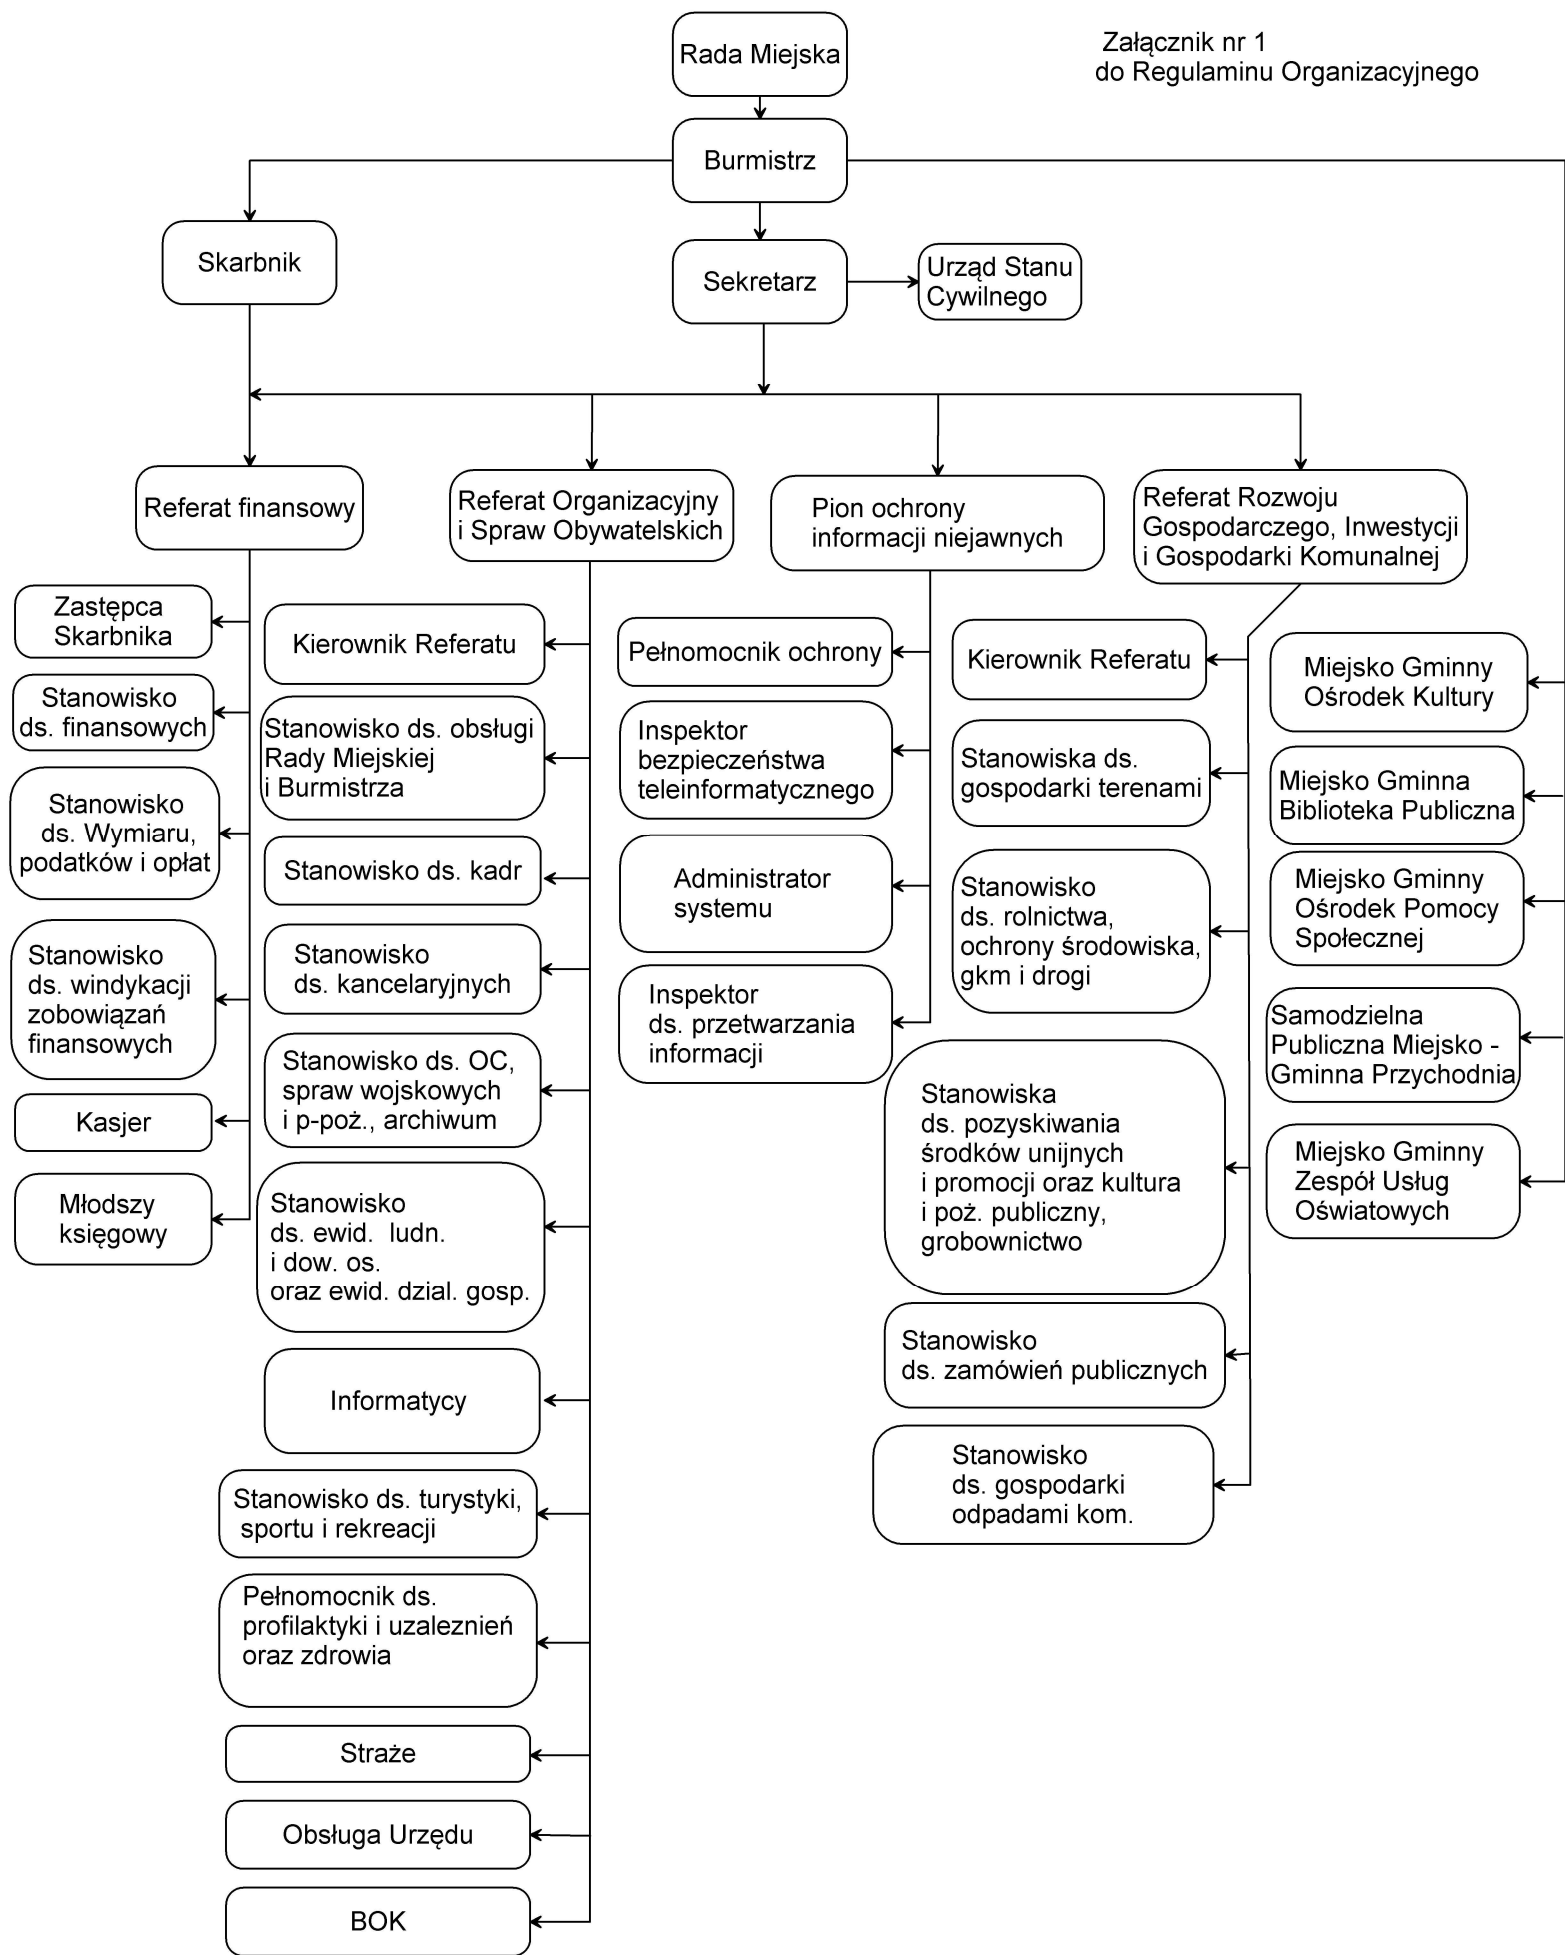 Załącznik nr 1
do Regulaminu Organizacyjnego
Rada Miejska
Burmistrz
Skarbnik
Sekretarz
Urząd Stanu
Cywilnego
Referat finansowy
Referat Organizacyjny
i Spraw Obywatelskich
Pion ochrony
informacji niejawnych
Referat Rozwoju
Gospodarczego, Inwestycji
i Gospodarki Komunalnej
Zastępca
Skarbnika
Stanowisko
ds. finansowych
Stanowisko
ds. Wymiaru,
podatków i opłat
Stanowisko
ds. windykacji
zobowiązań
finansowych
Kasjer
Młodszy
księgowy
Kierownik Referatu
Stanowisko ds. obsługi
Rady Miejskiej
i Burmistrza
Stanowisko ds. kadr
Stanowisko
ds. kancelaryjnych
Stanowisko ds. OC,
spraw wojskowych
i p-poż., archiwum
Stanowisko
ds. ewid. ludn.
i dow. os.
oraz ewid. dzial. gosp.
Informatycy
Stanowisko ds. turystyki,
sportu i rekreacji
Pełnomocnik ds.
profilaktyki i uzaleznień
oraz zdrowia
Straże
Obsługa Urzędu
BOK
Pełnomocnik ochrony
Inspektor
bezpieczeństwa
teleinformatycznego
Administrator
systemu
Inspektor
ds. przetwarzania
informacji
Kierownik Referatu
Stanowiska ds.
gospodarki terenami
Stanowisko
ds. rolnictwa,
ochrony środowiska,
gkm i drogi
Stanowiska
ds. pozyskiwania
środków unijnych
i promocji oraz kultura
i poż. publiczny,
grobownictwo
Stanowisko
ds. zamówień publicznych
Stanowisko
ds. gospodarki
odpadami kom.
Miejsko Gminny
Ośrodek Kultury
Miejsko Gminna
Biblioteka Publiczna
Miejsko Gminny
Ośrodek Pomocy
Społecznej
Samodzielna
Publiczna Miejsko -
Gminna Przychodnia
Miejsko Gminny
Zespół Usług
Oświatowych